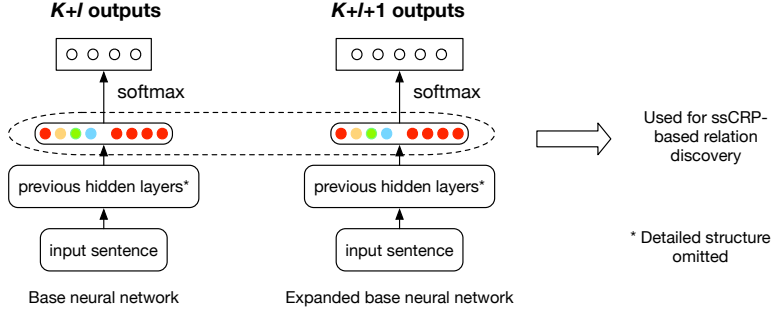 K+l outputs
K+l+1 outputs
softmax
softmax
previous hidden layers*
previous hidden layers*
input sentence
input sentence
Base neural network
Expanded base neural network
Used for ssCRP-
based relation
discovery
* Detailed structure
omitted